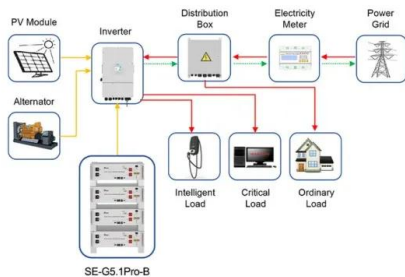 PV Module
Inverter
Distribution
Box
Electricity
Meter
Power
Grid
Alternator
Intelligent
Load
Critical
Load
Ordinary
Load
SE-G5.1Pro-B